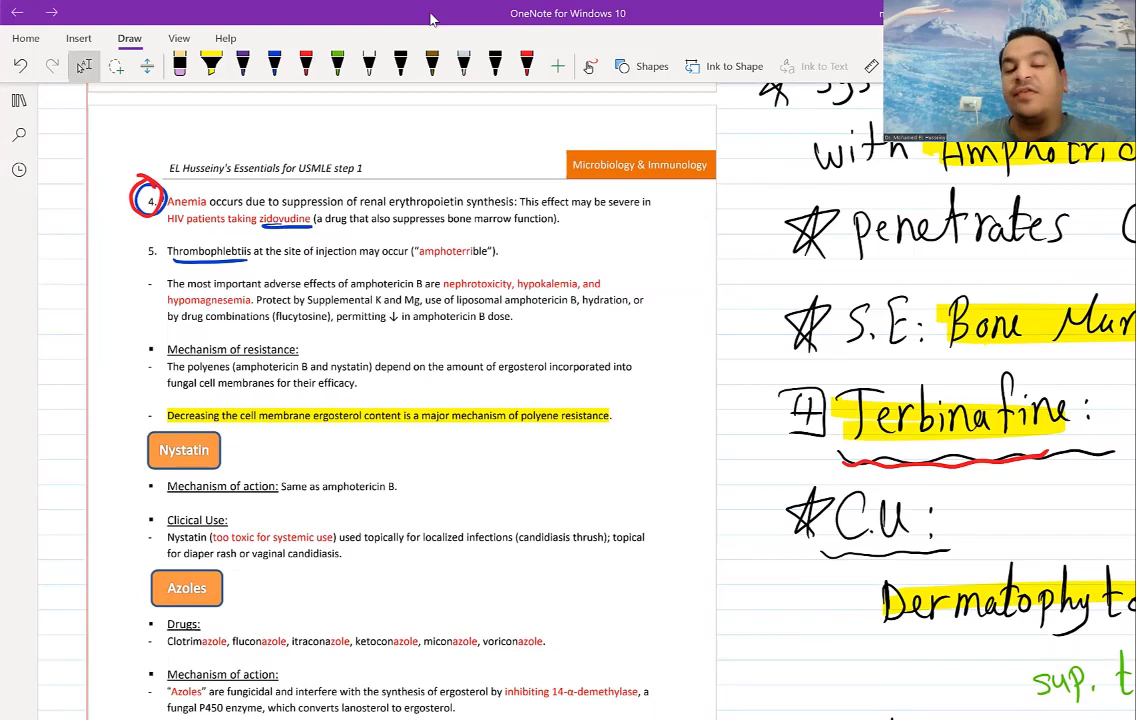 OneNote for Windows 10
Home Insert Draw View Help
Shapes Ink to Shape Ink to Text
Dr. Mohamed EL Husseiny
EL Husseiny's Essentials for USMLE step 1
Microbiology & Immunology
4. Anemia occurs due to suppression of renal erythropoietin synthesis: This effect may be severe in
HIV patients taking zidovudine (a drug that also suppresses bone marrow function).
5. Thrombophlebtiis at the site of injection may occur ("amphoterrible").
- The most important adverse effects of amphotericin B are nephrotoxicity, hypokalemia, and
hypomagnesemia. Protect by Supplemental K and Mg, use of liposomal amphotericin B, hydration, or
by drug combinations (flucytosine), permitting ↓ in amphotericin B dose.
▪ Mechanism of resistance:
- The polyenes (amphotericin B and nystatin) depend on the amount of ergosterol incorporated into
fungal cell membranes for their efficacy.
- Decreasing the cell membrane ergosterol content is a major mechanism of polyene resistance.
Nystatin
▪ Mechanism of action: Same as amphotericin B.
▪ Clicical Use:
Nystatin (too toxic for systemic use) used topically for localized infections (candidiasis thrush); topical
for diaper rash or vaginal candidiasis.
Azoles
▪ Drugs:
- Clotrimazole, fluconazole, itraconazole, ketoconazole, miconazole, voriconazole.
▪ Mechanism of action:
- "Azoles" are fungicidal and interfere with the synthesis of ergosterol by inhibiting 14-α-demethylase, a
fungal P450 enzyme, which converts lanosterol to ergosterol.
with Amphotric
penetrates C
S.E: Bone Mur
4 Terbinafine:
C.U:
Dermatophyto
sup. t